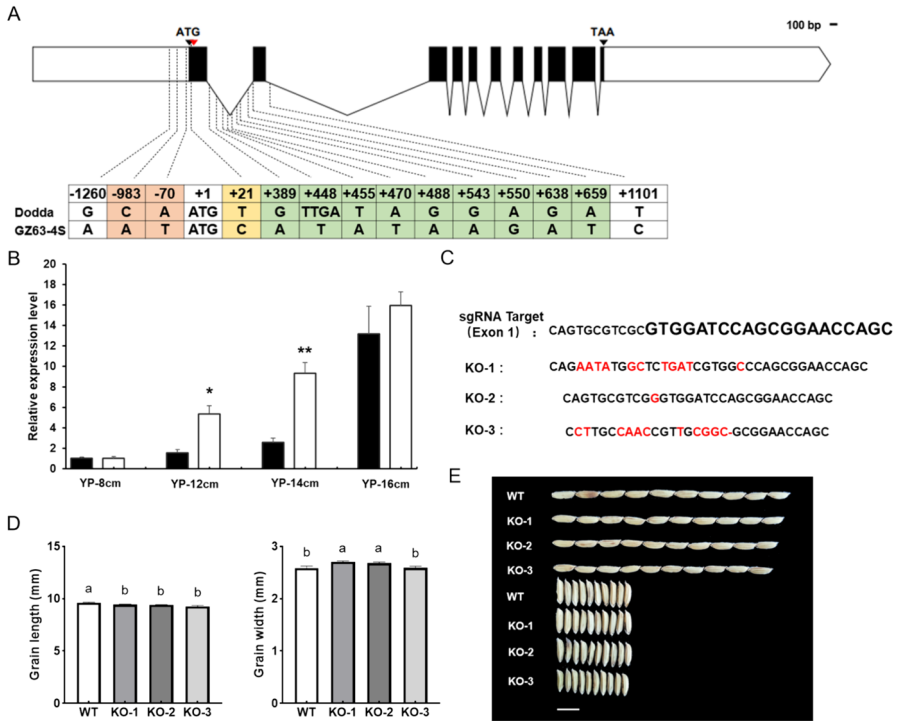 A
100 bp
ATG
TAA
-1260 -983 -70 +1 +21 +389 +448 +455 +470 +488 +543 +550 +638 +659 +1101
Dodda G C A ATG T G TTGA T A G G A G A T
GZ63-4S A A T ATG C A T A T A A G A T C
B
Relative expression level
20
18
16
14
12
10
8
6
4
2
0
*
**
YP-8cm YP-12cm YP-14cm YP-16cm
C
sgRNA Target
(Exon 1) : CAGTGCGTCGCGTGGATCCAGCGGAACCAGC
KO-1 : CAGAATATGGCTCTGATCGTGGCCCAGCGGAACCAGC
KO-2 : CAGTGCGTCGGGTGGATCCAGCGGAACCAGC
KO-3 : CCTTGCCAACCGTTGCGGC-GCGGAACCAGC
D
Grain length (mm)
15
10
5
0
a b b b
WT KO-1 KO-2 KO-3
Grain width (mm)
3
2
1
0
b a a b
WT KO-1 KO-2 KO-3
E
WT
KO-1
KO-2
KO-3
WT
KO-1
KO-2
KO-3